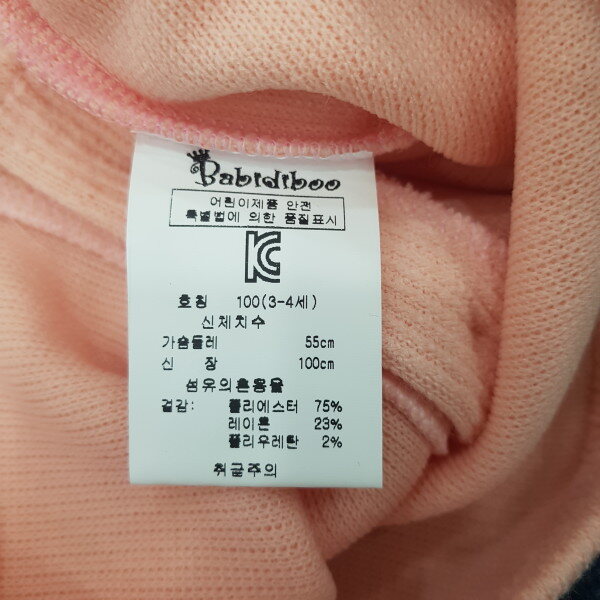 Babidiboo
어린이제품 안전
특별법에 의한 품질표시
KC
호칭 100(3-4세)
신체치수
가슴둘레 55cm
신 장 100cm
섬유의혼용율
겉감: 폴리에스터 75%
레이론 23%
폴리우레탄 2%
취급주의